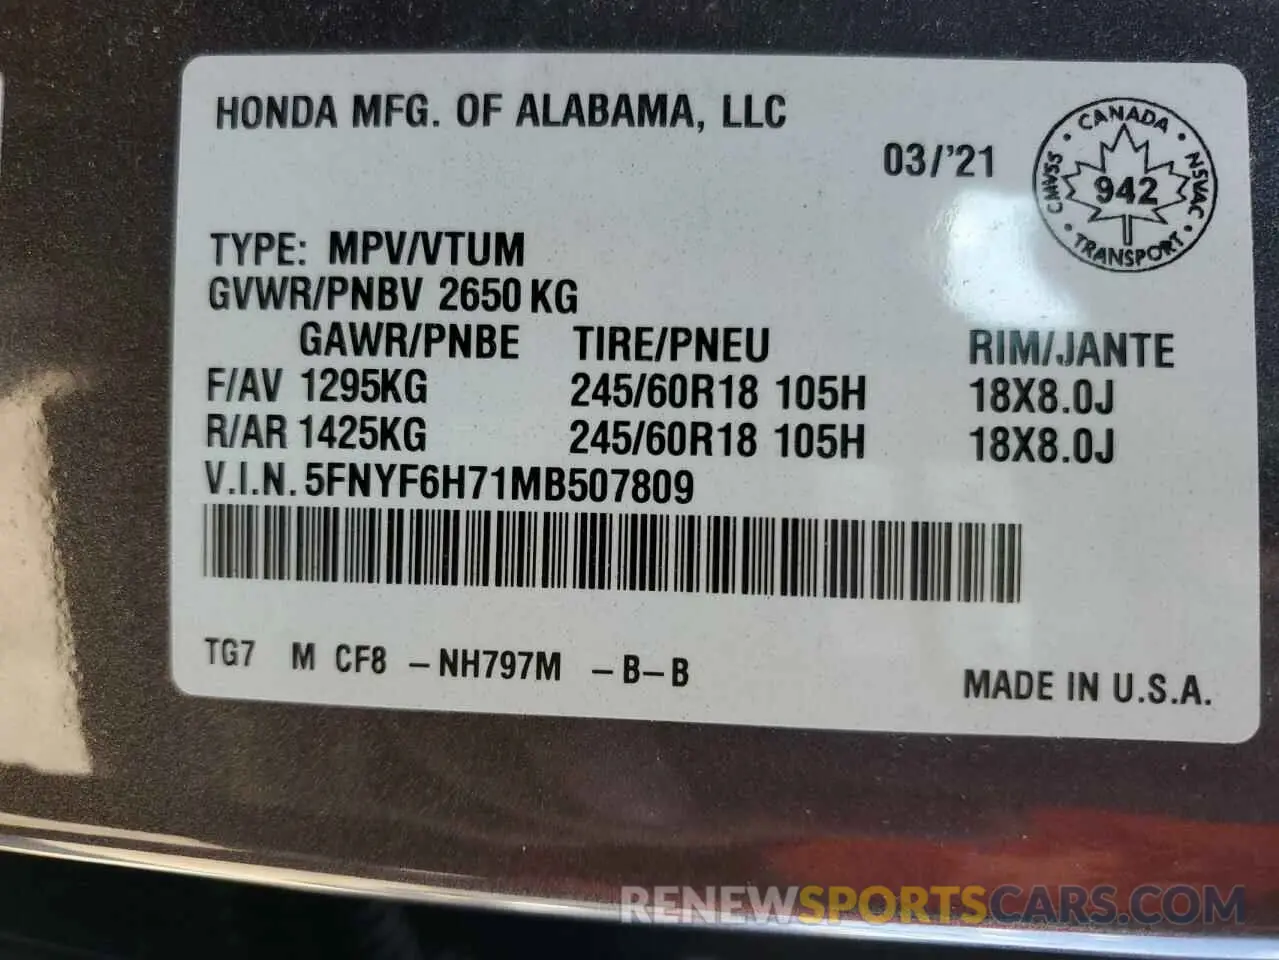 HONDA MFG. OF ALABAMA, LLC
03/'21
CANADA
CMVSS
942
NSVAC
TRANSPORT
TYPE: MPV/VTUM
GVWR/PNBV 2650 KG
GAWR/PNBE TIRE/PNEU RIM/JANTE
F/AV 1295KG 245/60R18 105H 18X8.0J
R/AR 1425KG 245/60R18 105H 18X8.0J
V.I.N. 5FNYF6H71MB507809
TG7 M CF8 -NH797M -B-B
MADE IN U.S.A.
RENEWSPORTSCARS.COM